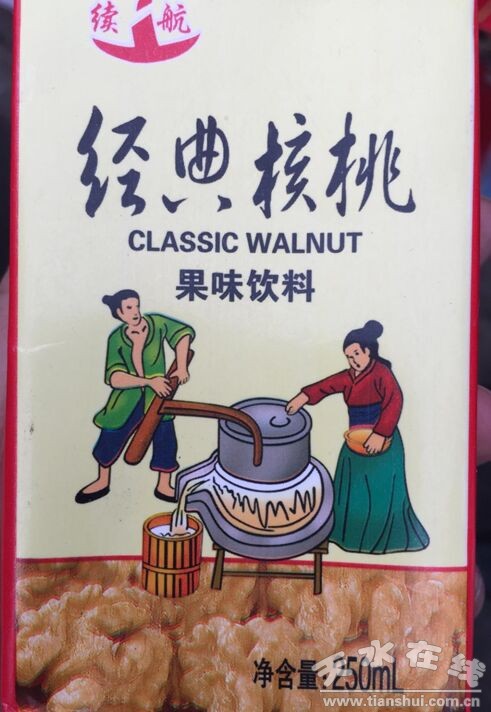 续航
经典核桃
CLASSIC WALNUT
果味饮料
净含量:250mL
天水在线
www.tianshui.com.cn